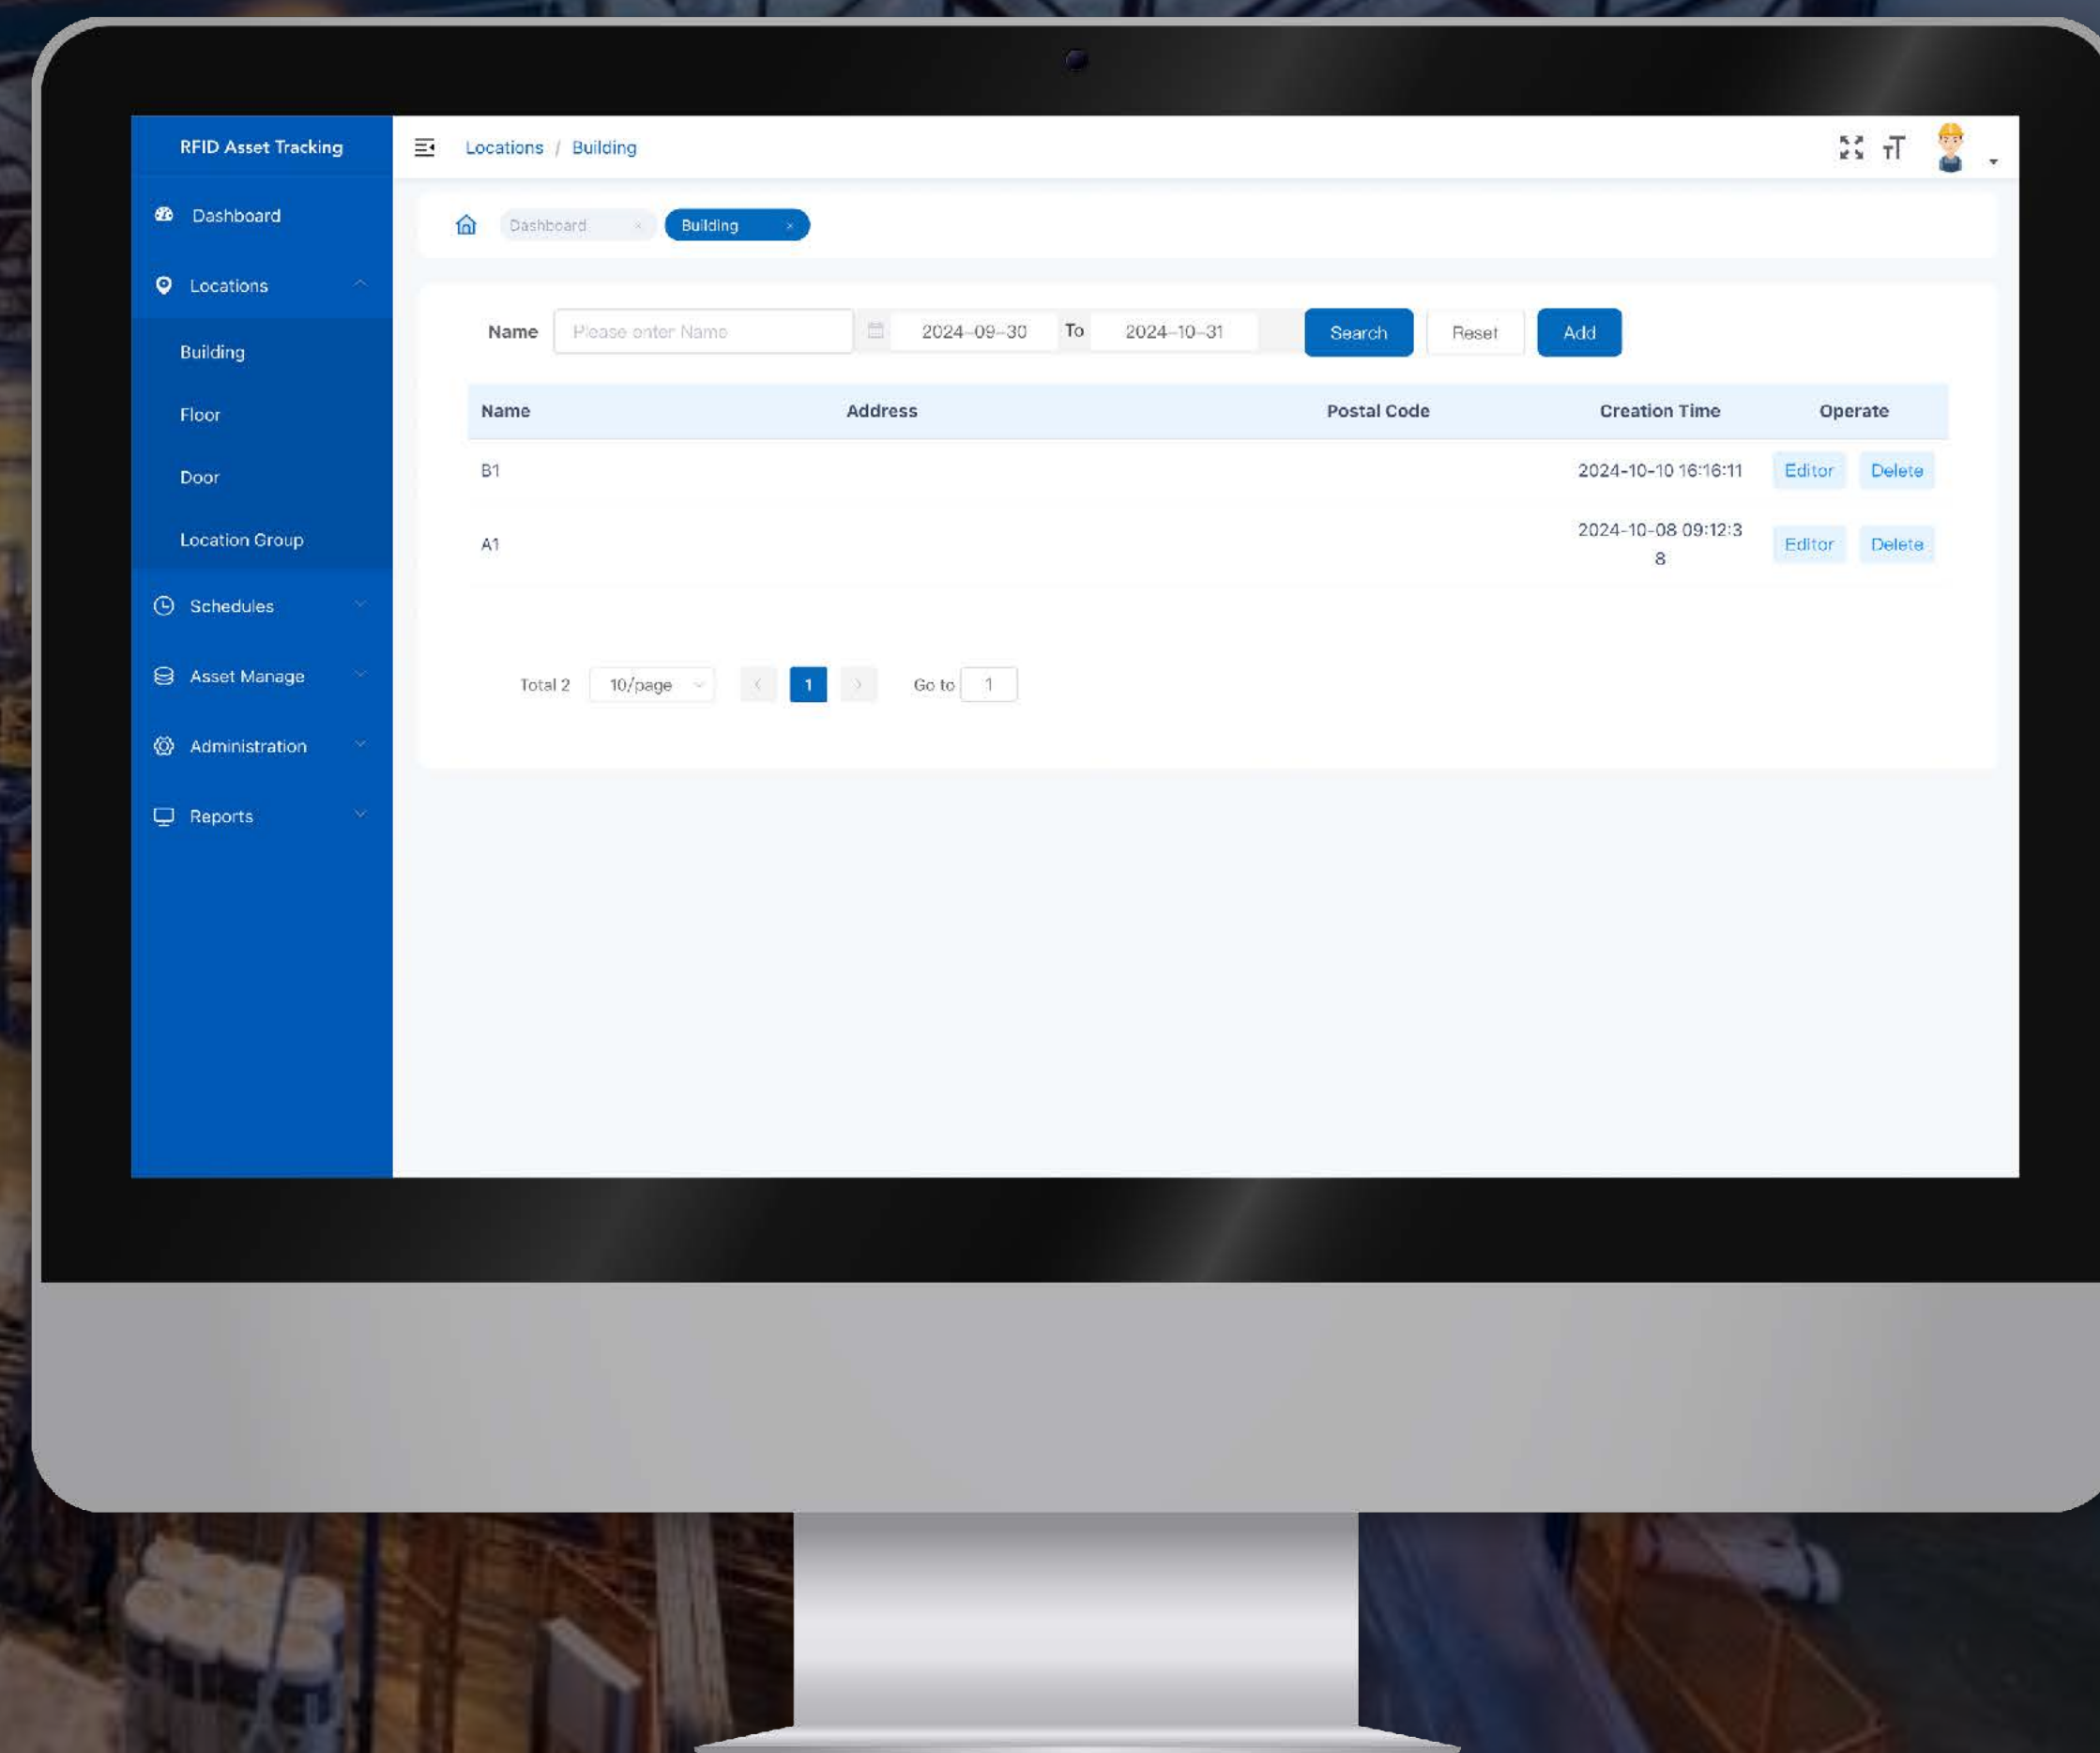 RFID Asset Tracking
Locations / Building
Dashboard
Dashboard × Building ×
Locations
Name Please enter Name 2024-09-30 To 2024-10-31 Search Reset Add
Building
Name Address Postal Code Creation Time Operate
Floor
B1 2024-10-10 16:16:11 Editor Delete
Door
A1 2024-10-08 09:12:3
8 Editor Delete
Location Group
Schedules
Asset Manage
Total 2 10/page < 1 > Go to 1
Administration
Reports